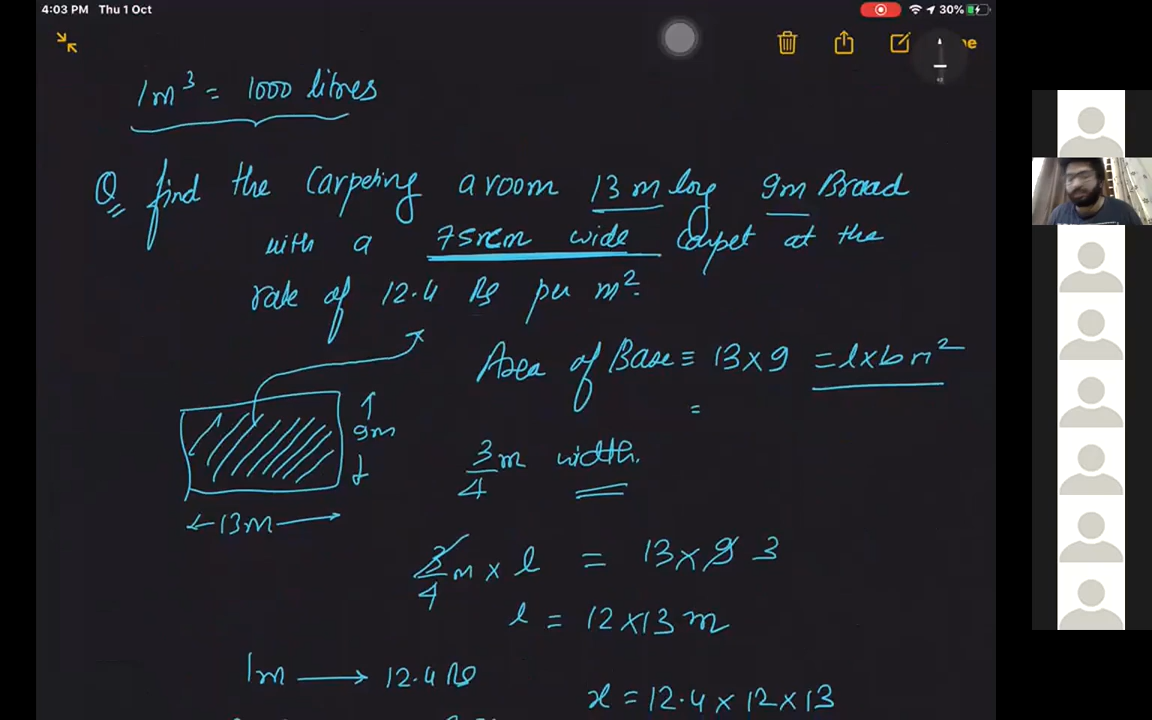 4:03 PM Thu 1 Oct
30%
1m³ = 1000 litres
Q find the Carpeting a room 13 m long 9m Broad
with a 75 cm wide Carpet at the
rate of 12.4 Rs per m².
Area of Base ≡ 13×9 = l×b m²
=
9m
3/4 m width.
←13m→
3/4 m × l = 13×9 3
l = 12×13 m
1m → 12.4 Rs
x = 12.4 × 12 × 13